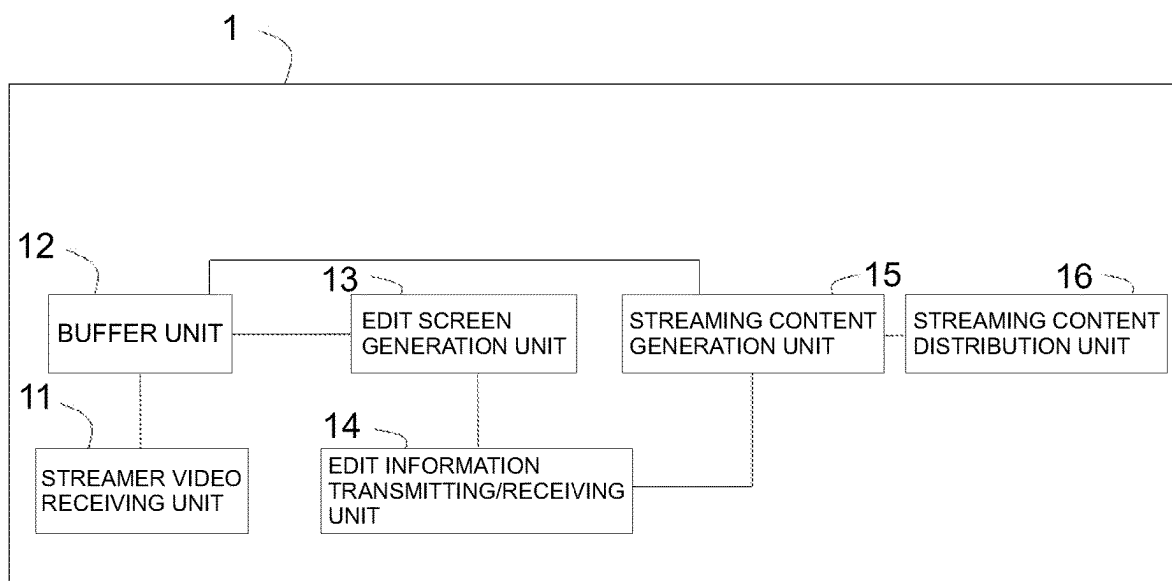 1
12
BUFFER UNIT
13
EDIT SCREEN
GENERATION UNIT
15
STREAMING CONTENT
GENERATION UNIT
16
STREAMING CONTENT
DISTRIBUTION UNIT
11
STREAMER VIDEO
RECEIVING UNIT
14
EDIT INFORMATION
TRANSMITTING/RECEIVING
UNIT